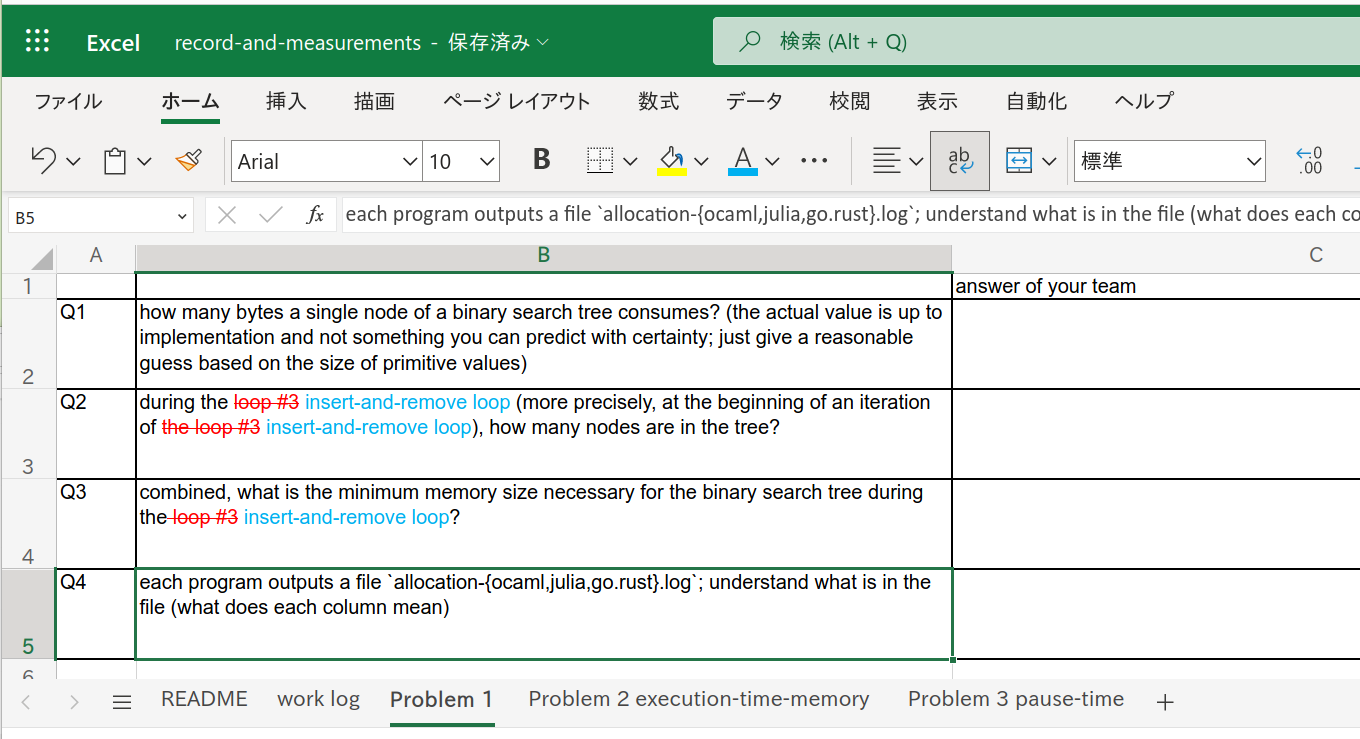 Excel record-and-measurements - 保存済み 検索 (Alt + Q)
ファイル ホーム 挿入 描画 ページ レイアウト 数式 データ 校閲 表示 自動化 ヘルプ
Arial 10 B A ab 標準 .00
B5 fx each program outputs a file `allocation-{ocaml,julia,go.rust}.log`; understand what is in the file (what does each co
A B C
1 answer of your team
Q1 how many bytes a single node of a binary search tree consumes? (the actual value is up to
implementation and not something you can predict with certainty; just give a reasonable
2 guess based on the size of primitive values)
Q2 during the loop #3 insert-and-remove loop (more precisely, at the beginning of an iteration
of the loop #3 insert-and-remove loop), how many nodes are in the tree?
3
Q3 combined, what is the minimum memory size necessary for the binary search tree during
the loop #3 insert-and-remove loop?
4
Q4 each program outputs a file `allocation-{ocaml,julia,go.rust}.log`; understand what is in the
file (what does each column mean)
5
6
README work log Problem 1 Problem 2 execution-time-memory Problem 3 pause-time